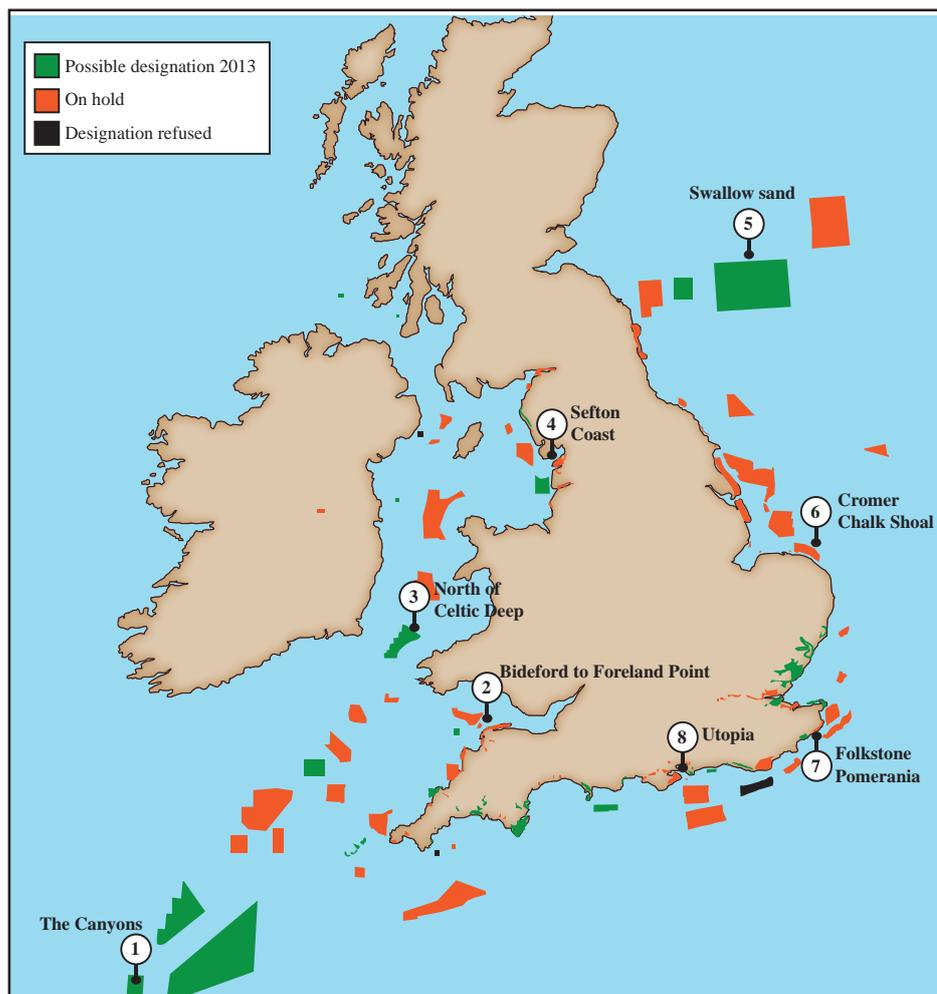 Possible designation 2013
On hold
Designation refused
Swallow sand
5
4
Sefton
Coast
6
Cromer
Chalk Shoal
3
North of
Celtic Deep
2
Bideford to Foreland Point
8
Utopia
7
Folkstone
Pomerania
The Canyons
1